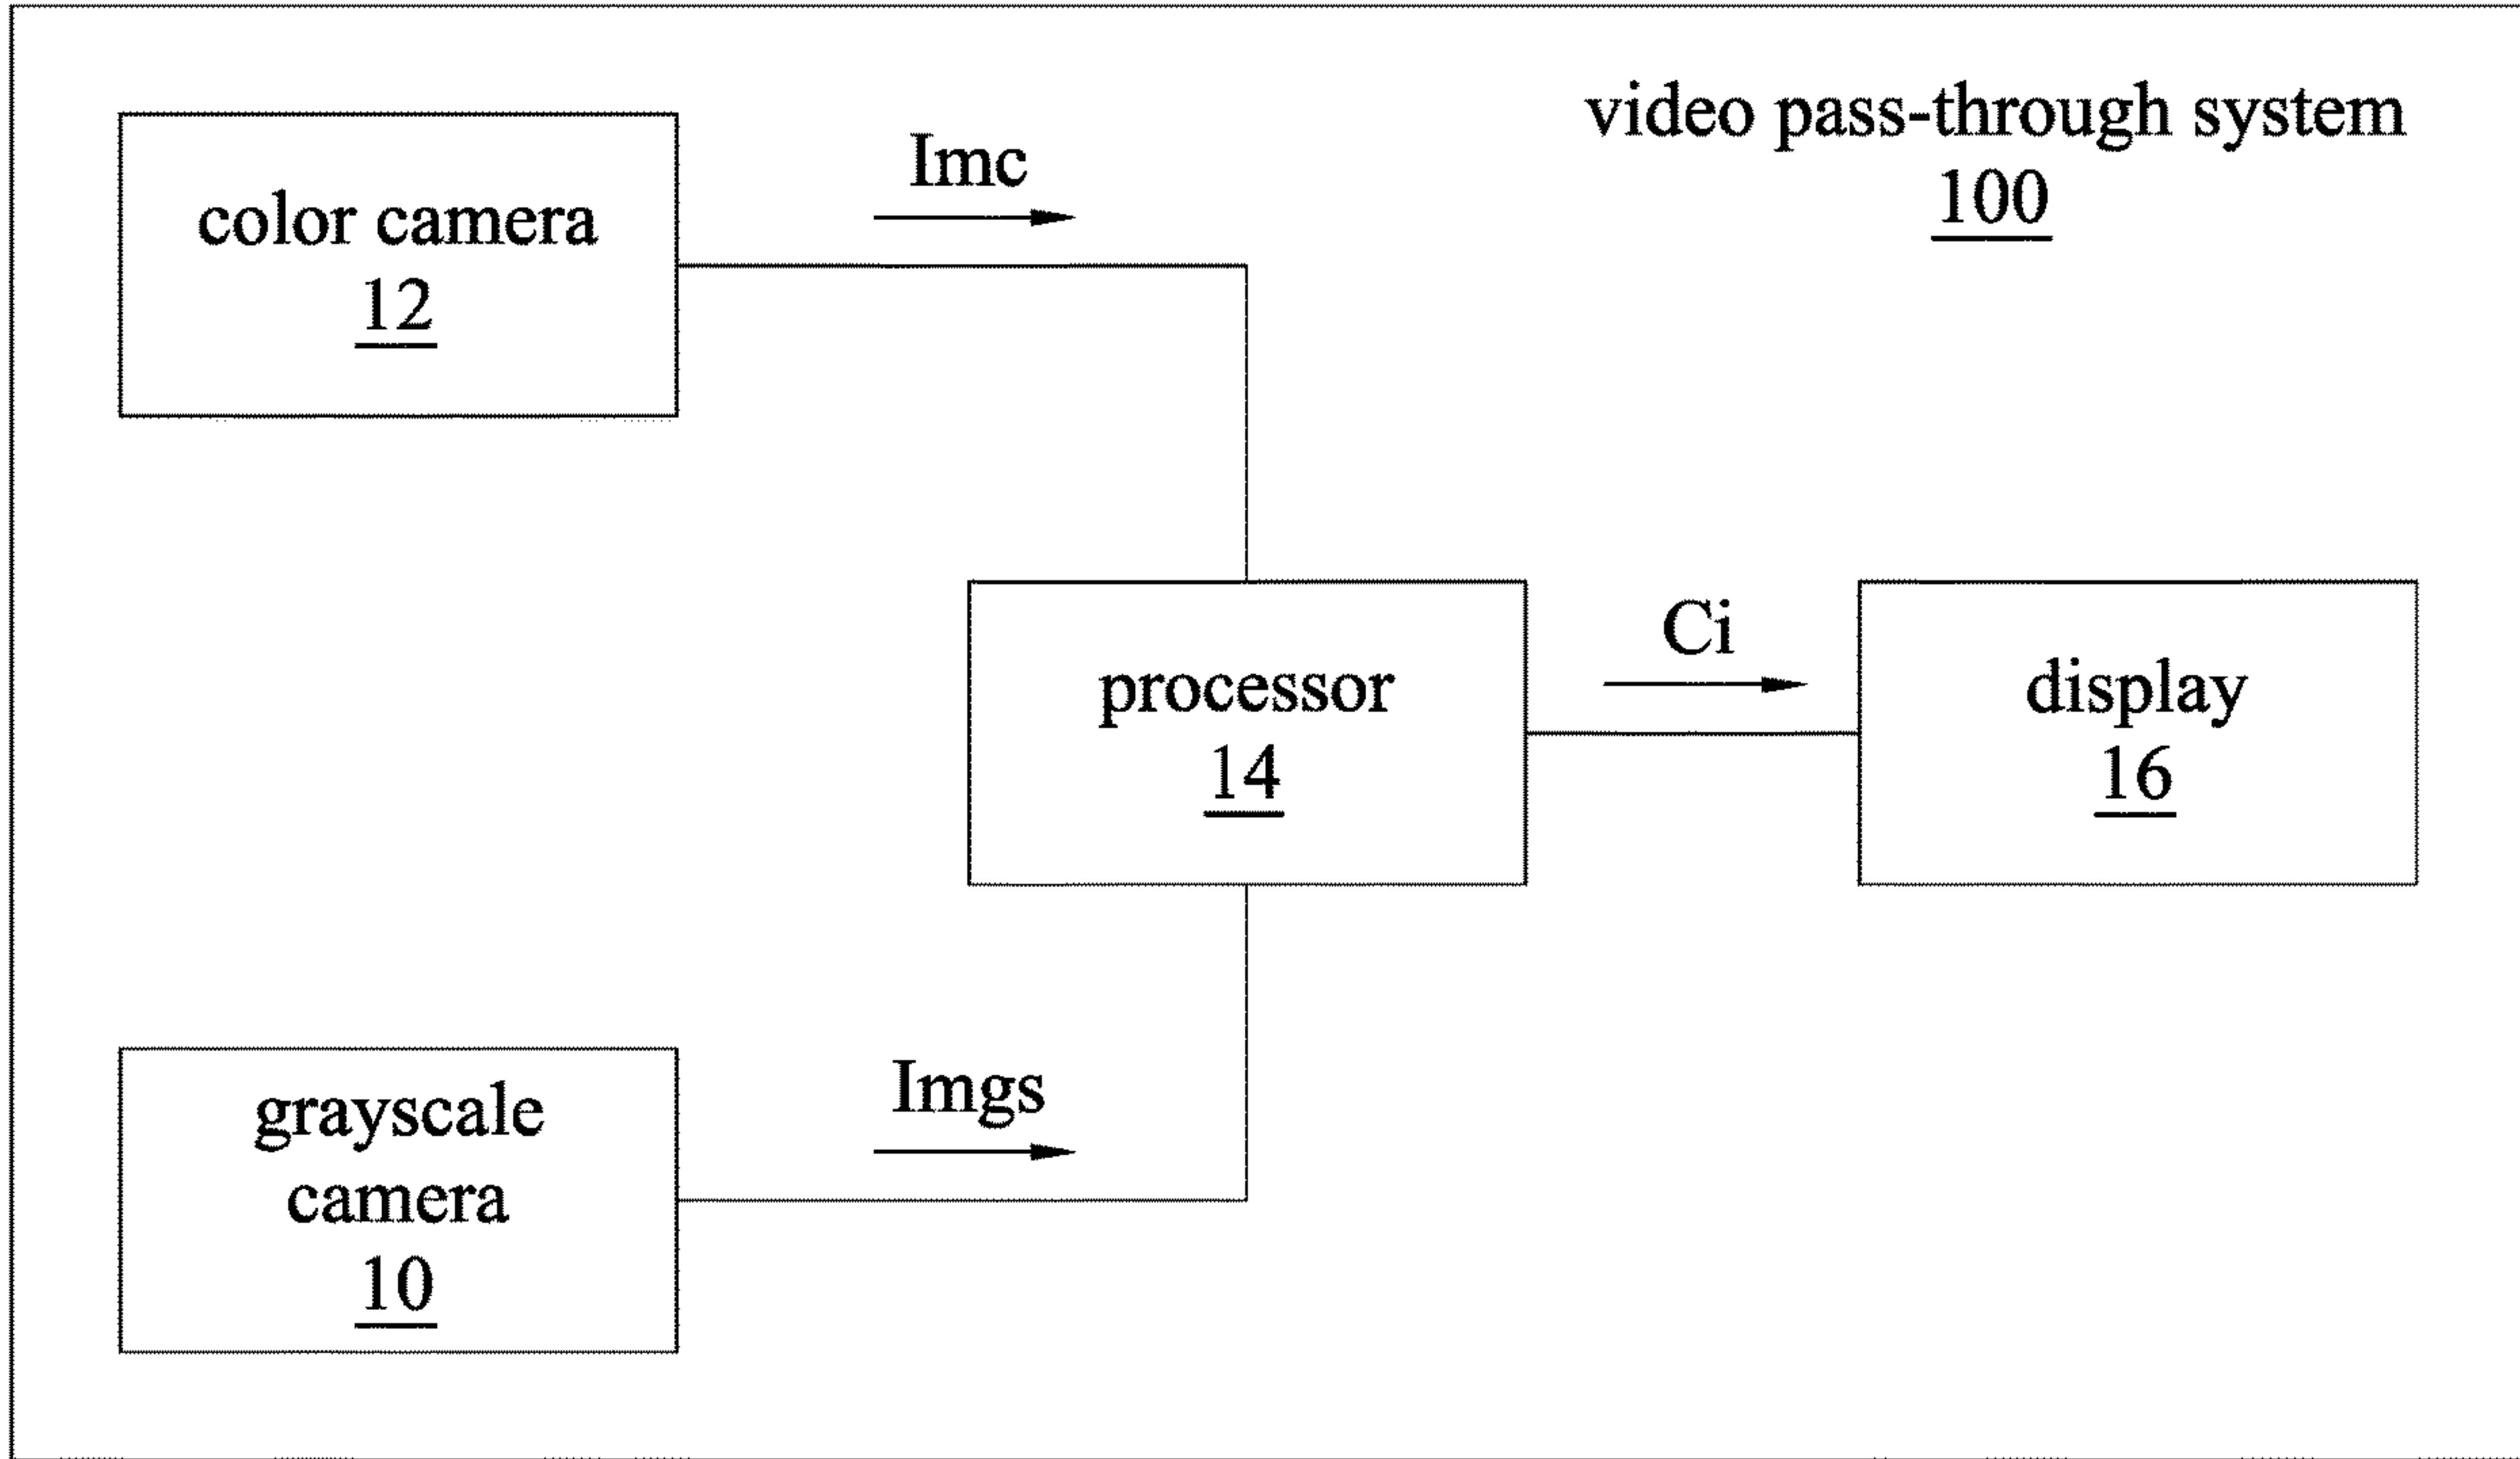 video pass-through system
100
color camera
12
Imc
processor
14
Ci
display
16
grayscale
camera
10
Imgs